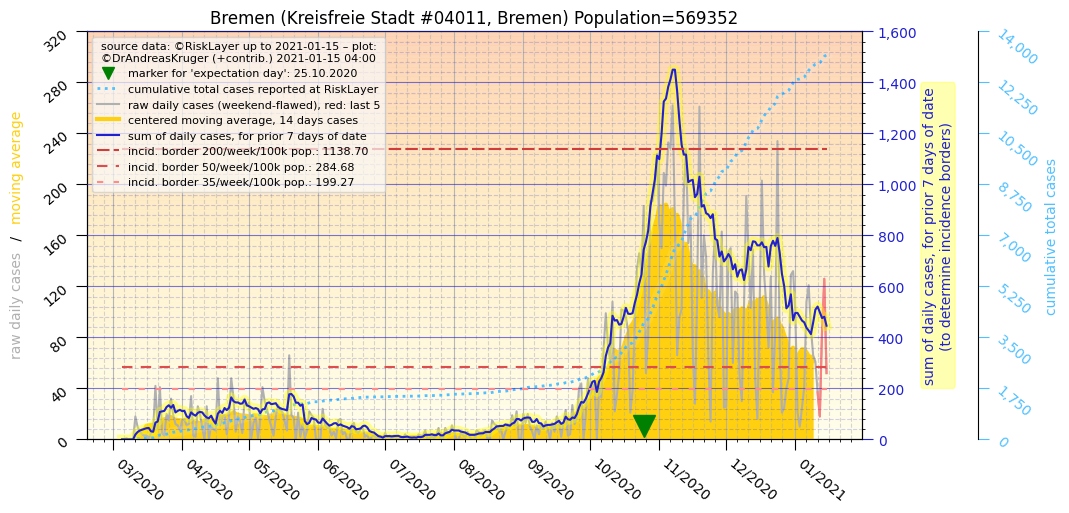 Bremen (Kreisfreie Stadt #04011, Bremen) Population=569352
source data: ©RiskLayer up to 2021-01-15 – plot:
©DrAndreasKruger (+contrib.) 2021-01-15 04:00
marker for 'expectation day': 25.10.2020
cumulative total cases reported at RiskLayer
raw daily cases (weekend-flawed), red: last 5
centered moving average, 14 days cases
sum of daily cases, for prior 7 days of date
incid. border 200/week/100k pop.: 1138.70
incid. border 50/week/100k pop.: 284.68
incid. border 35/week/100k pop.: 199.27
raw daily cases / moving average
320
280
240
200
160
120
80
40
0
03/2020
04/2020
05/2020
06/2020
07/2020
08/2020
09/2020
10/2020
11/2020
12/2020
01/2021
1,600
1,400
1,200
1,000
800
600
400
200
0
sum of daily cases, for prior 7 days of date
(to determine incidence borders)
14,000
12,250
10,500
8,750
7,000
5,250
3,500
1,750
0
cumulative total cases